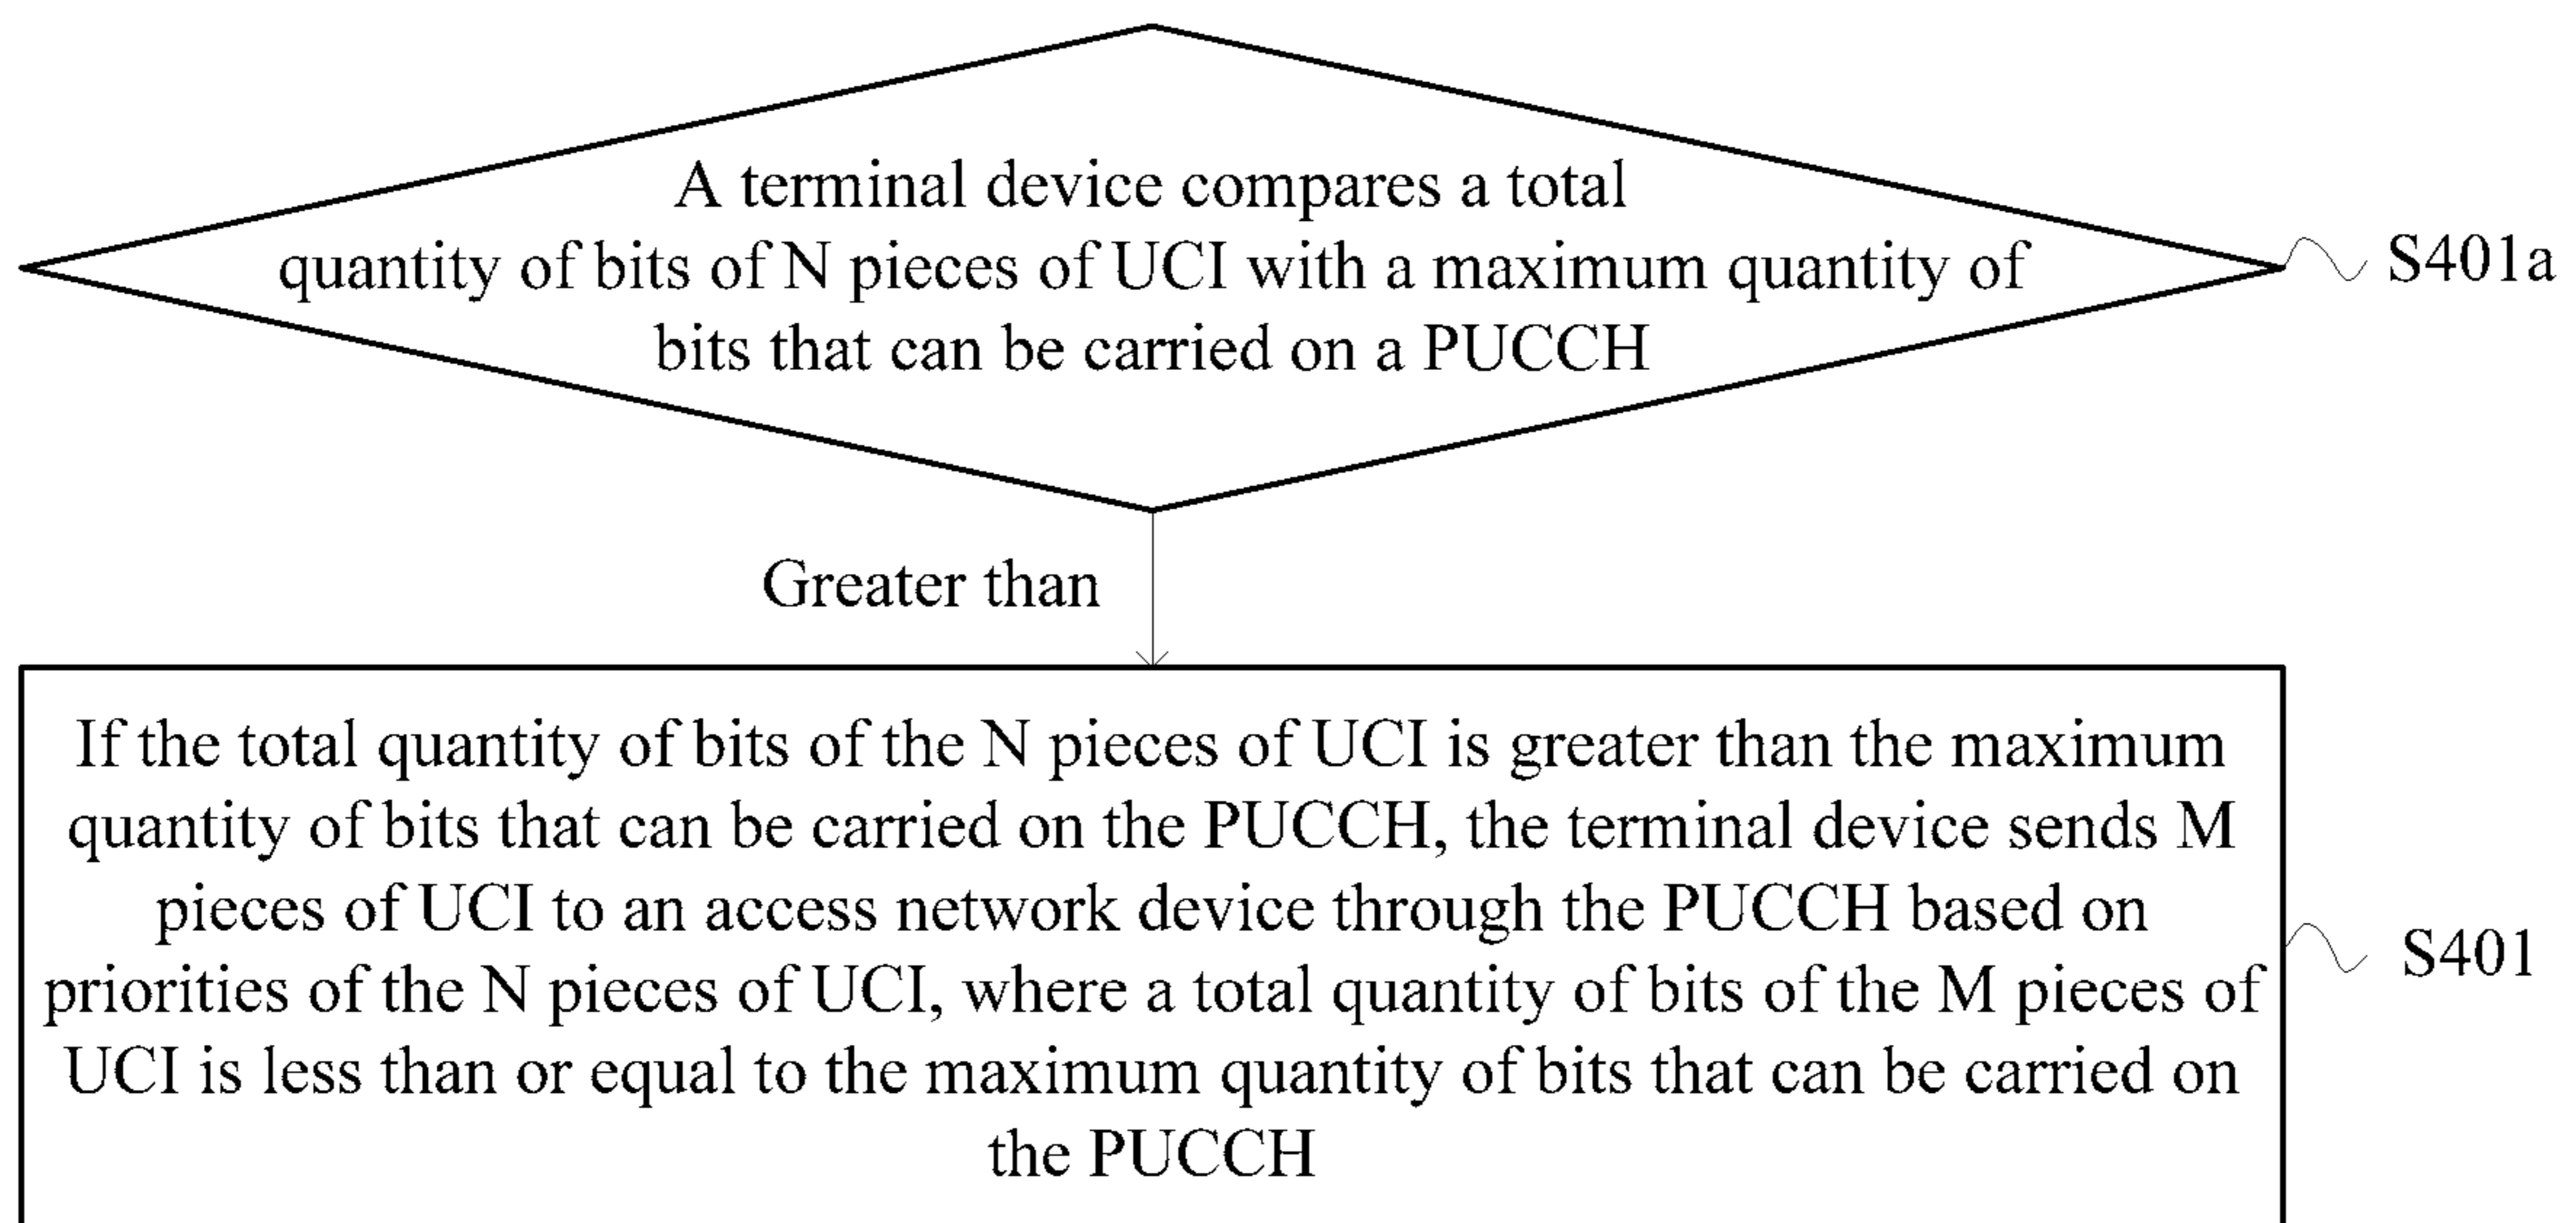 A terminal device compares a total
quantity of bits of N pieces of UCI with a maximum quantity of
bits that can be carried on a PUCCH
S401a
Greater than
If the total quantity of bits of the N pieces of UCI is greater than the maximum
quantity of bits that can be carried on the PUCCH, the terminal device sends M
pieces of UCI to an access network device through the PUCCH based on
priorities of the N pieces of UCI, where a total quantity of bits of the M pieces of
UCI is less than or equal to the maximum quantity of bits that can be carried on
the PUCCH
S401